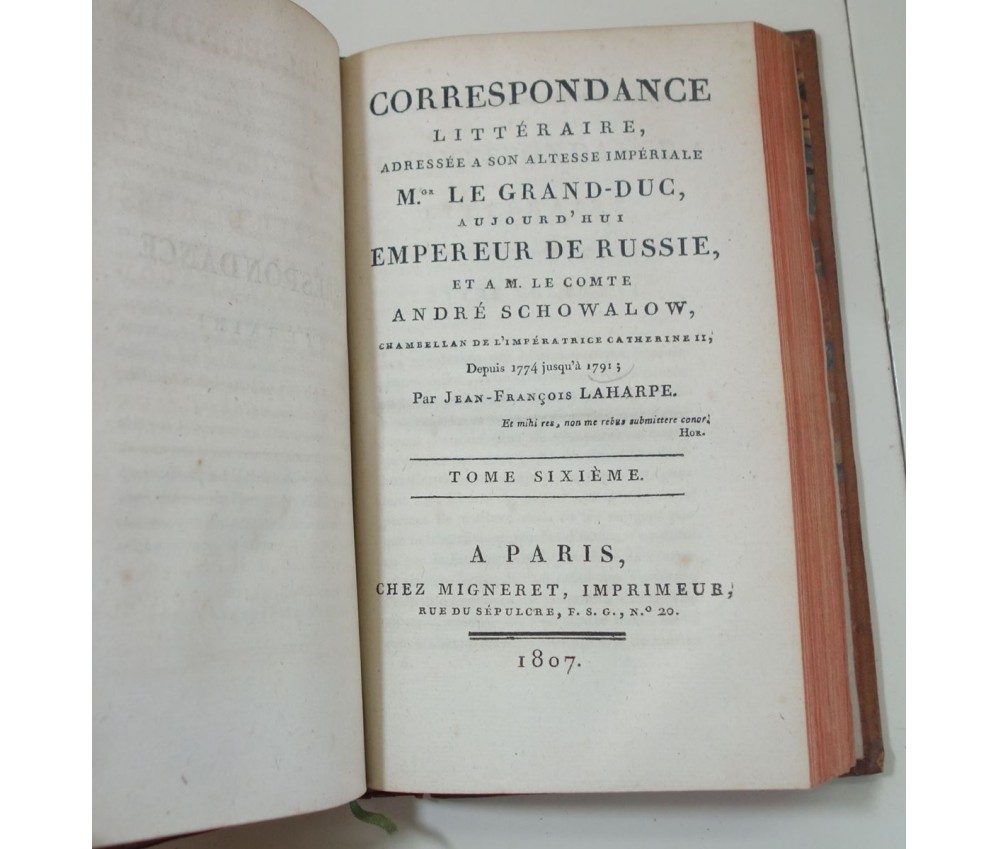 CORRESPONDANCE
LITTÉRAIRE,
ADRESSÉE A SON ALTESSE IMPÉRIALE
M.GR LE GRAND-DUC,
AUJOURD'HUI
EMPEREUR DE RUSSIE,
ET A M. LE COMTE
ANDRÉ SCHOWALOW,
CHAMBELLAN DE L'IMPÉRATRICE CATHERINE II,
Depuis 1774 jusqu'à 1791;
Par JEAN-FRANÇOIS LAHARPE.
Et mihi res, non me rebus submittere conor.
HOR.
TOME SIXIÈME.
A PARIS,
CHEZ MIGNERET, IMPRIMEUR,
RUE DU SÉPULCRE, F. S. G., N.º 20.
1807.